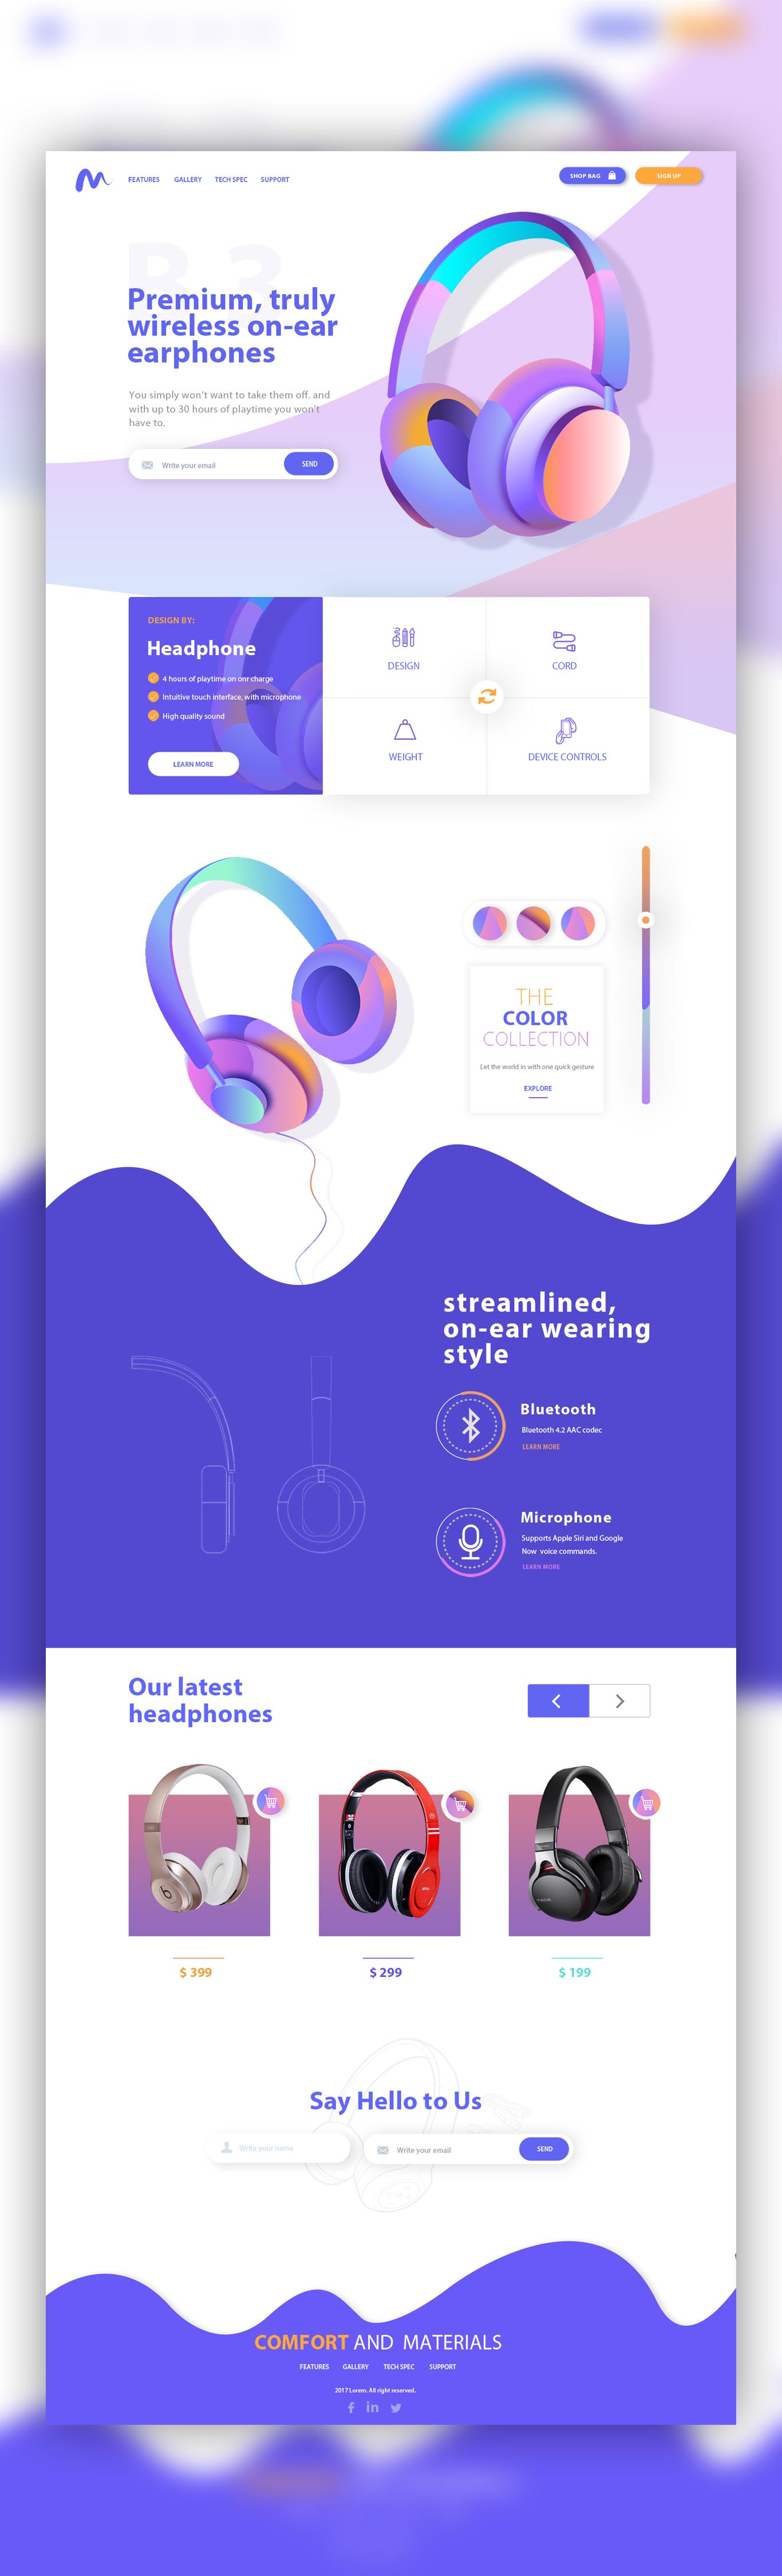 FEATURES GALLERY TECH SPEC SUPPORT
SHOP BAG
SIGN UP
B 3
Premium, truly
wireless on-ear
earphones
You simply won't want to take them off. and
with up to 30 hours of playtime you won't
have to.
Write your email
SEND
DESIGN BY:
Headphone
4 hours of playtime on onr charge
Intuitive touch interface, with microphone
High quality sound
LEARN MORE
DESIGN
CORD
WEIGHT
DEVICE CONTROLS
THE
COLOR
COLLECTION
Let the world in with one quick gesture
EXPLORE
streamlined,
on-ear wearing
style
Bluetooth
Bluetooth 4.2 AAC codec
LEARN MORE
Microphone
Supports Apple Siri and Google
Now voice commands.
LEARN MORE
Our latest
headphones
$ 399
$ 299
$ 199
Say Hello to Us
Write your name
Write your email
SEND
COMFORT AND MATERIALS
FEATURES GALLERY TECH SPEC SUPPORT
2017 Lorem. All right reserved.